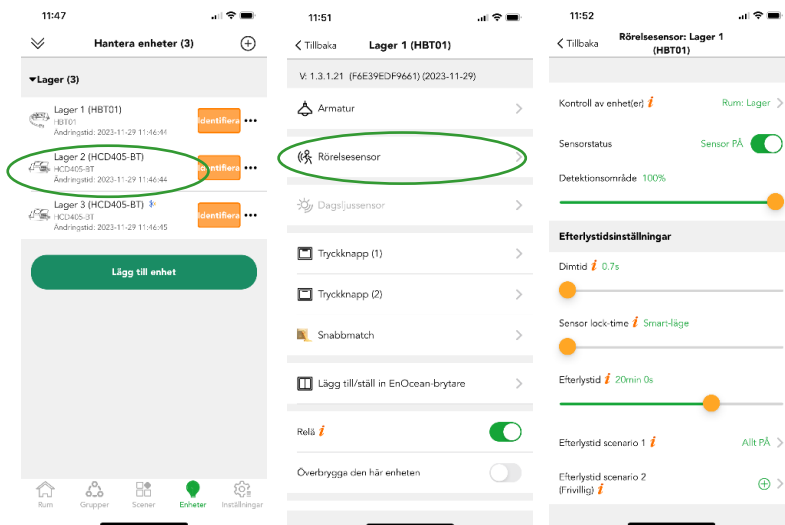 11:47
Hantera enheter (3)
Lager (3)
Lager 1 (HBT01)
HBT01
Ändringstid: 2023-11-29 11:46:44
Identifiera
Lager 2 (HCD405-BT)
HCD405-BT
Ändringstid: 2023-11-29 11:46:44
Identifiera
Lager 3 (HCD405-BT)
HCD405-BT
Ändringstid: 2023-11-29 11:46:45
Identifiera
Lägg till enhet
Rum
Grupper
Scener
Enheter
Inställningar
11:51
Tillbaka
Lager 1 (HBT01)
V: 1.3.1.21 (F6E39EDF9661) (2023-11-29)
Armatur
Rörelsesensor
Dagsljussensor
Tryckknapp (1)
Tryckknapp (2)
Snabbmatch
Lägg till/ställ in EnOcean-brytare
Relä i
Överbrygga den här enheten
11:52
Tillbaka
Rörelsesensor: Lager 1
(HBT01)
Kontroll av enhet(er) i Rum: Lager
Sensorstatus Sensor PÅ
Detektionsområde 100%
Efterlystidsinställningar
Dimtid i 0.7s
Sensor lock-time i Smart-läge
Efterlystid i 20min 0s
Efterlystid scenario 1 i Allt PÅ
Efterlystid scenario 2
(Frivillig) i